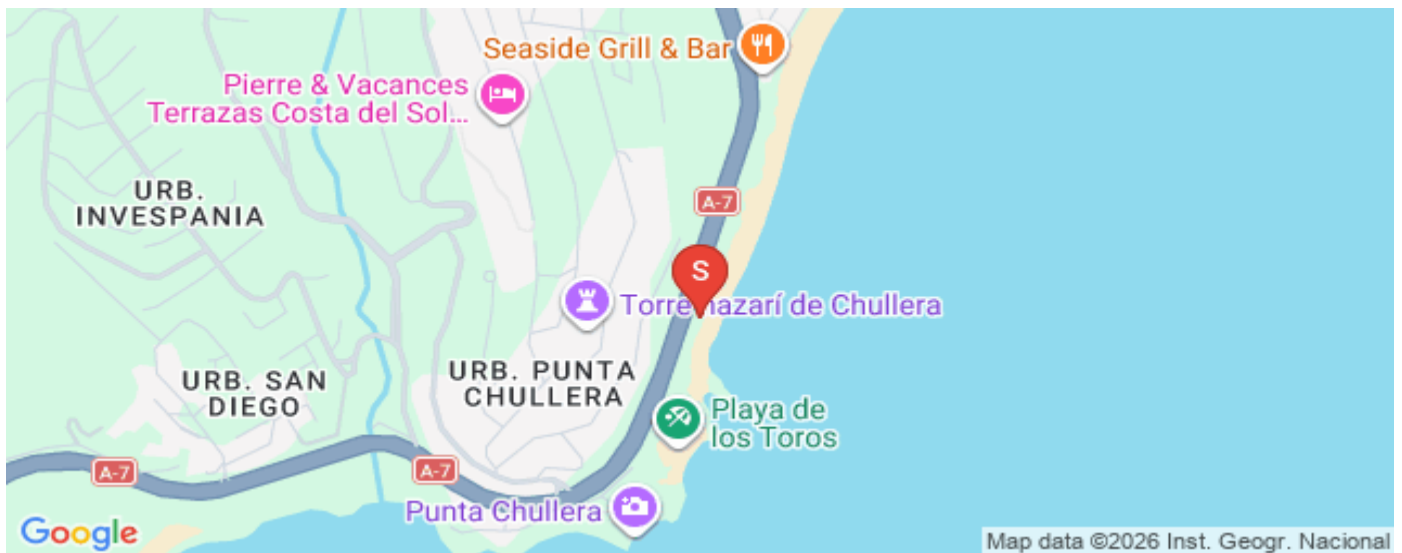 Seaside Grill & Bar
Pierre & Vacances
Terrazas Costa del Sol...
URB.
INVESPANIA
A-7
S
Torre nazarí de Chullera
URB. PUNTA
CHULLERA
URB. SAN
DIEGO
Playa de
los Toros
A-7
A-7
Punta Chullera
Google
Map data ©2026 Inst. Geogr. Nacional